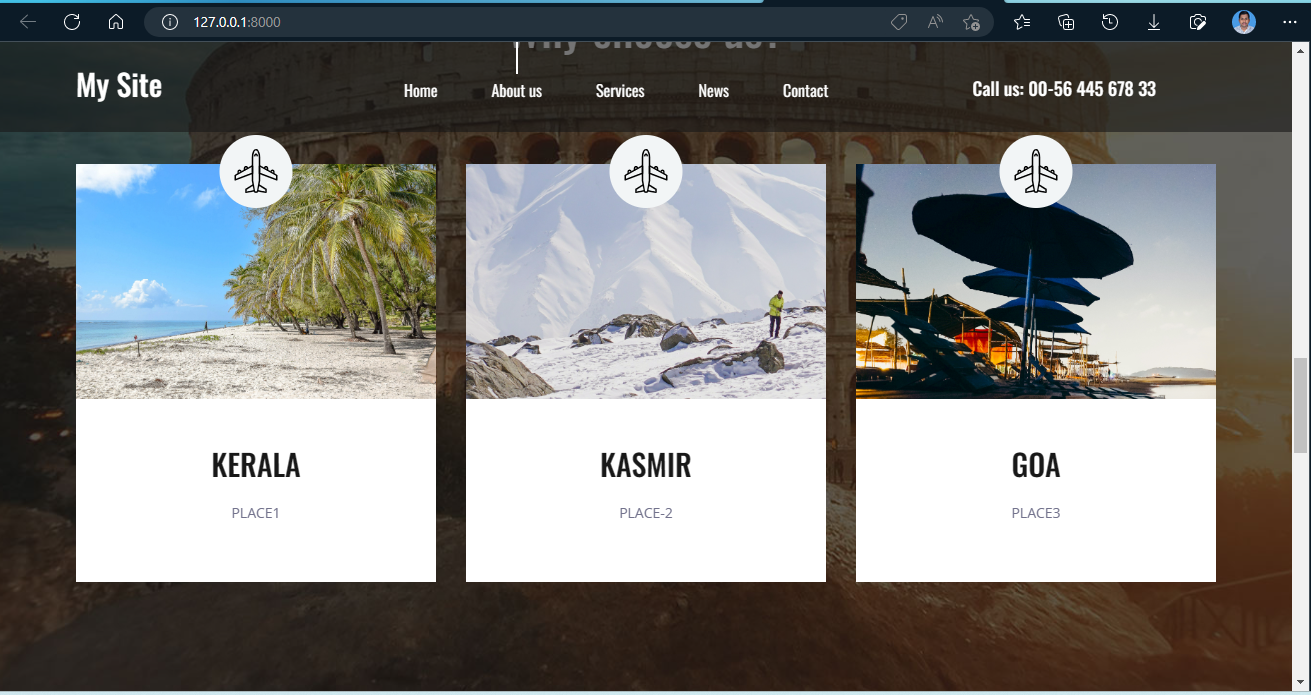 127.0.0.1:8000
Why choose us?
My Site
Home About us Services News Contact
Call us: 00-56 445 678 33
KERALA
PLACE1
KASMIR
PLACE-2
GOA
PLACE3